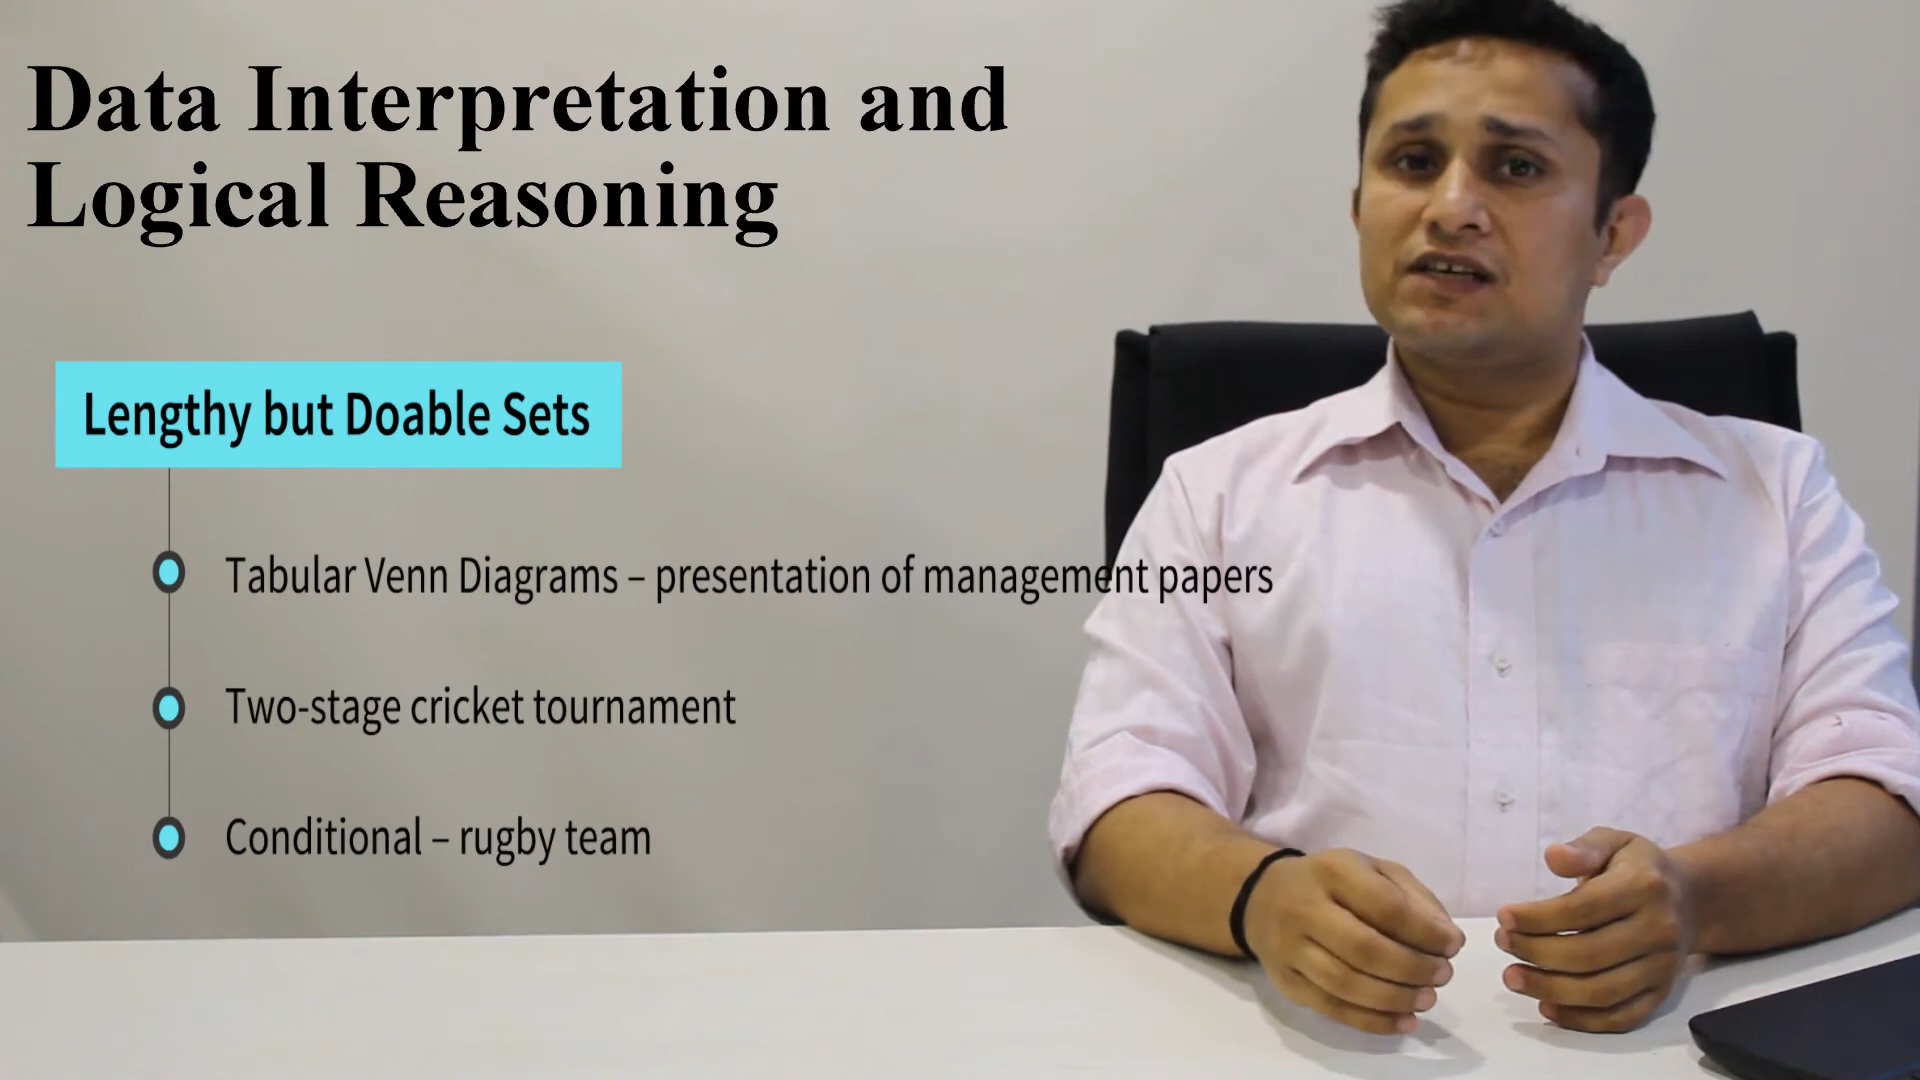 Data Interpretation and
Logical Reasoning
Lengthy but Doable Sets
Tabular Venn Diagrams – presentation of management papers
Two-stage cricket tournament
Conditional – rugby team